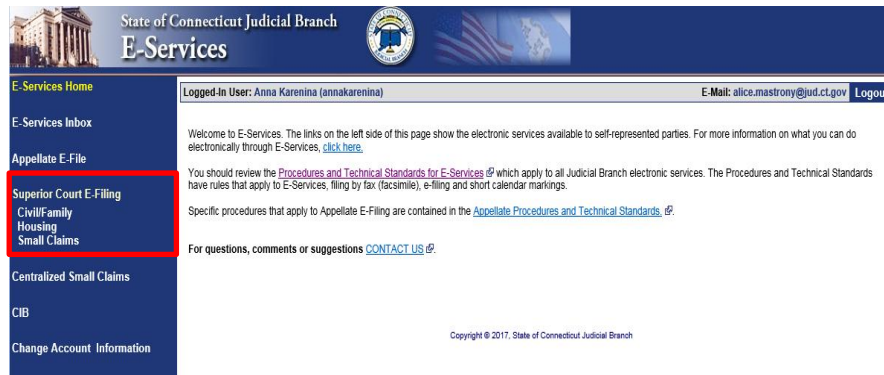 State of Connecticut Judicial Branch
E-Services
E-Services Home
E-Services Inbox
Appellate E-File
Superior Court E-Filing
Civil/Family
Housing
Small Claims
Centralized Small Claims
CIB
Change Account Information
Logged-In User: Anna Karenina (annakarenina) E-Mail: alice.mastrony@jud.ct.gov Logou
Welcome to E-Services. The links on the left side of this page show the electronic services available to self-represented parties. For more information on what you can do
electronically through E-Services, click here.
You should review the Procedures and Technical Standards for E-Services which apply to all Judicial Branch electronic services. The Procedures and Technical Standards
have rules that apply to E-Services, filing by fax (facsimile), e-filing and short calendar markings.
Specific procedures that apply to Appellate E-Filing are contained in the Appellate Procedures and Technical Standards. .
For questions, comments or suggestions CONTACT US .
Copyright © 2017, State of Connecticut Judicial Branch